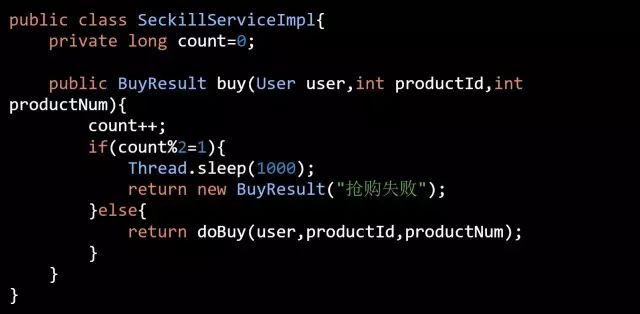 public class SeckillServiceImpl{
    private long count=0;

    public BuyResult buy(User user,int productId,int
productNum){
        count++;
        if(count%2=1){
            Thread.sleep(1000);
            return new BuyResult("抢购失败");
        }else{
            return doBuy(user,productId,productNum);
        }
    }
}